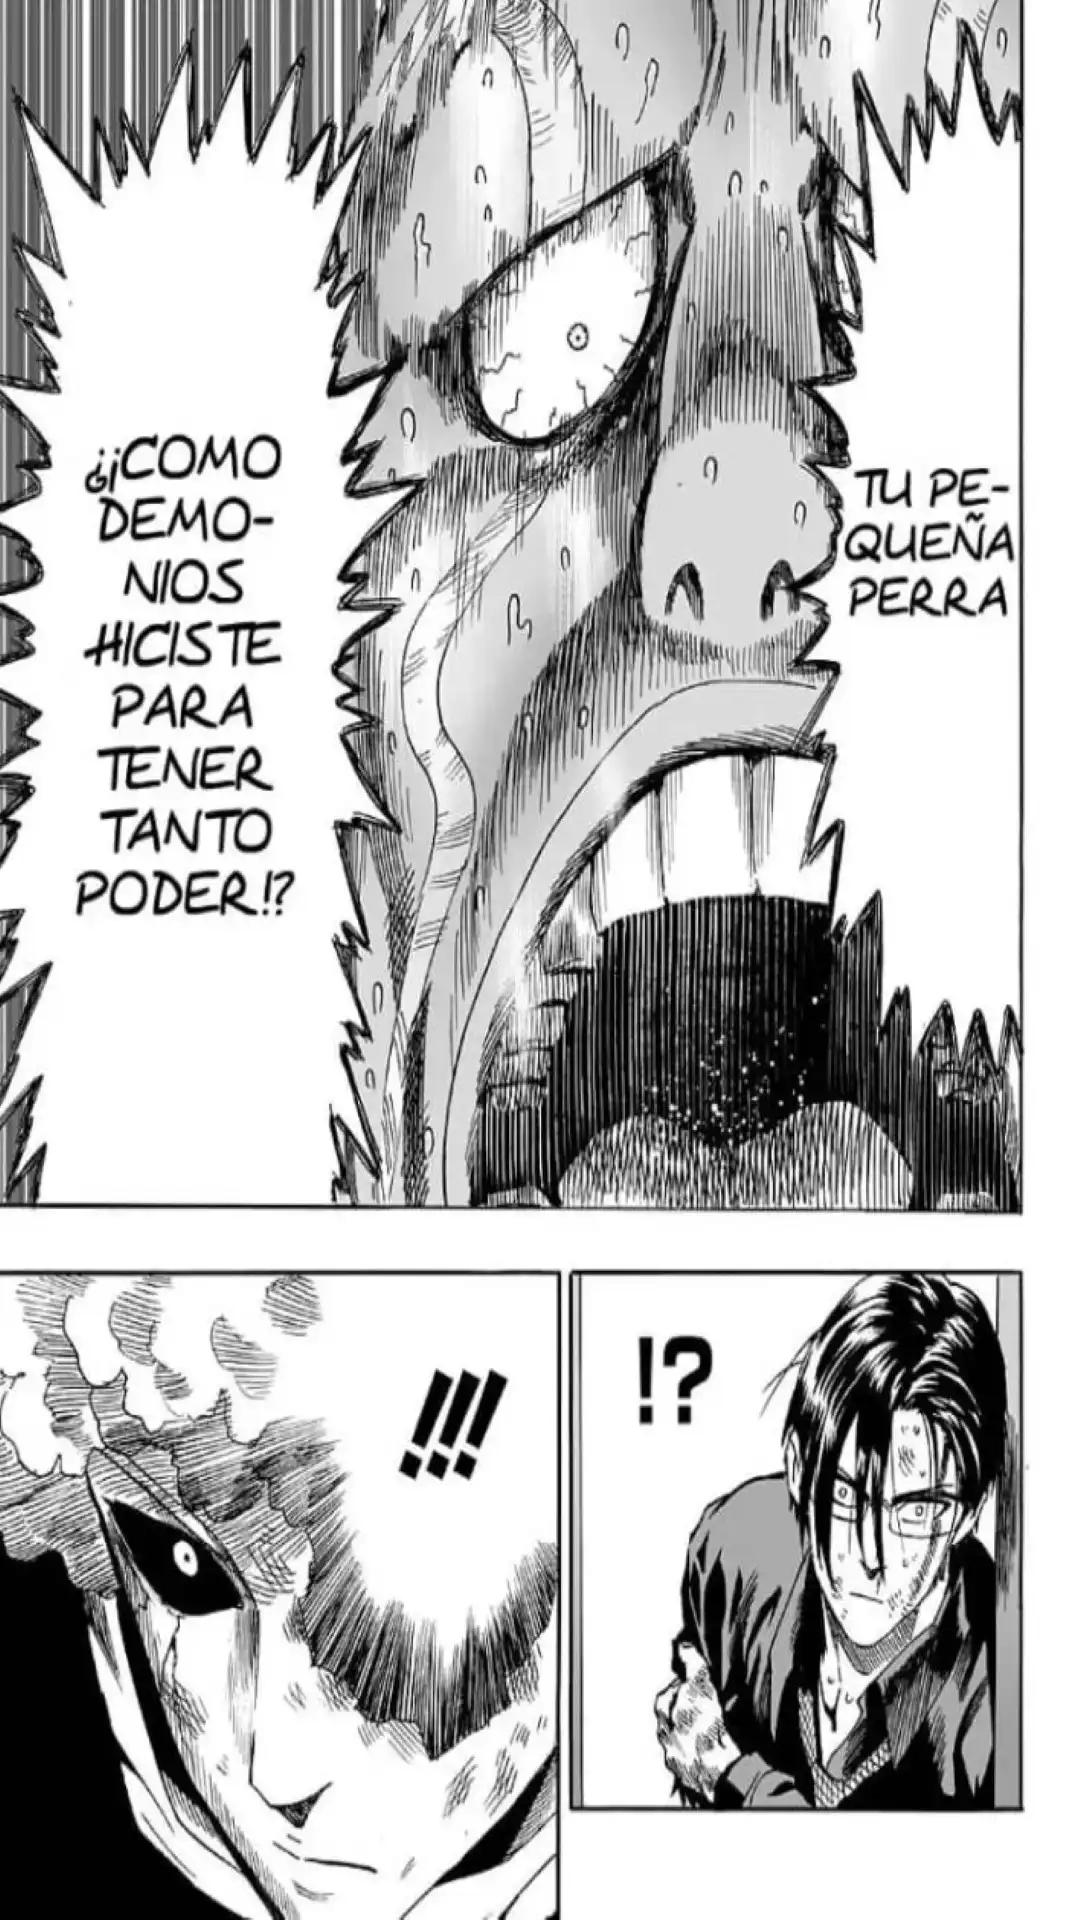 TU PE-
QUEÑA
PERRA
¿¡COMO
DEMO-
NIOS
HICISTE
PARA
TENER
TANTO
PODER!?
!?
!!!